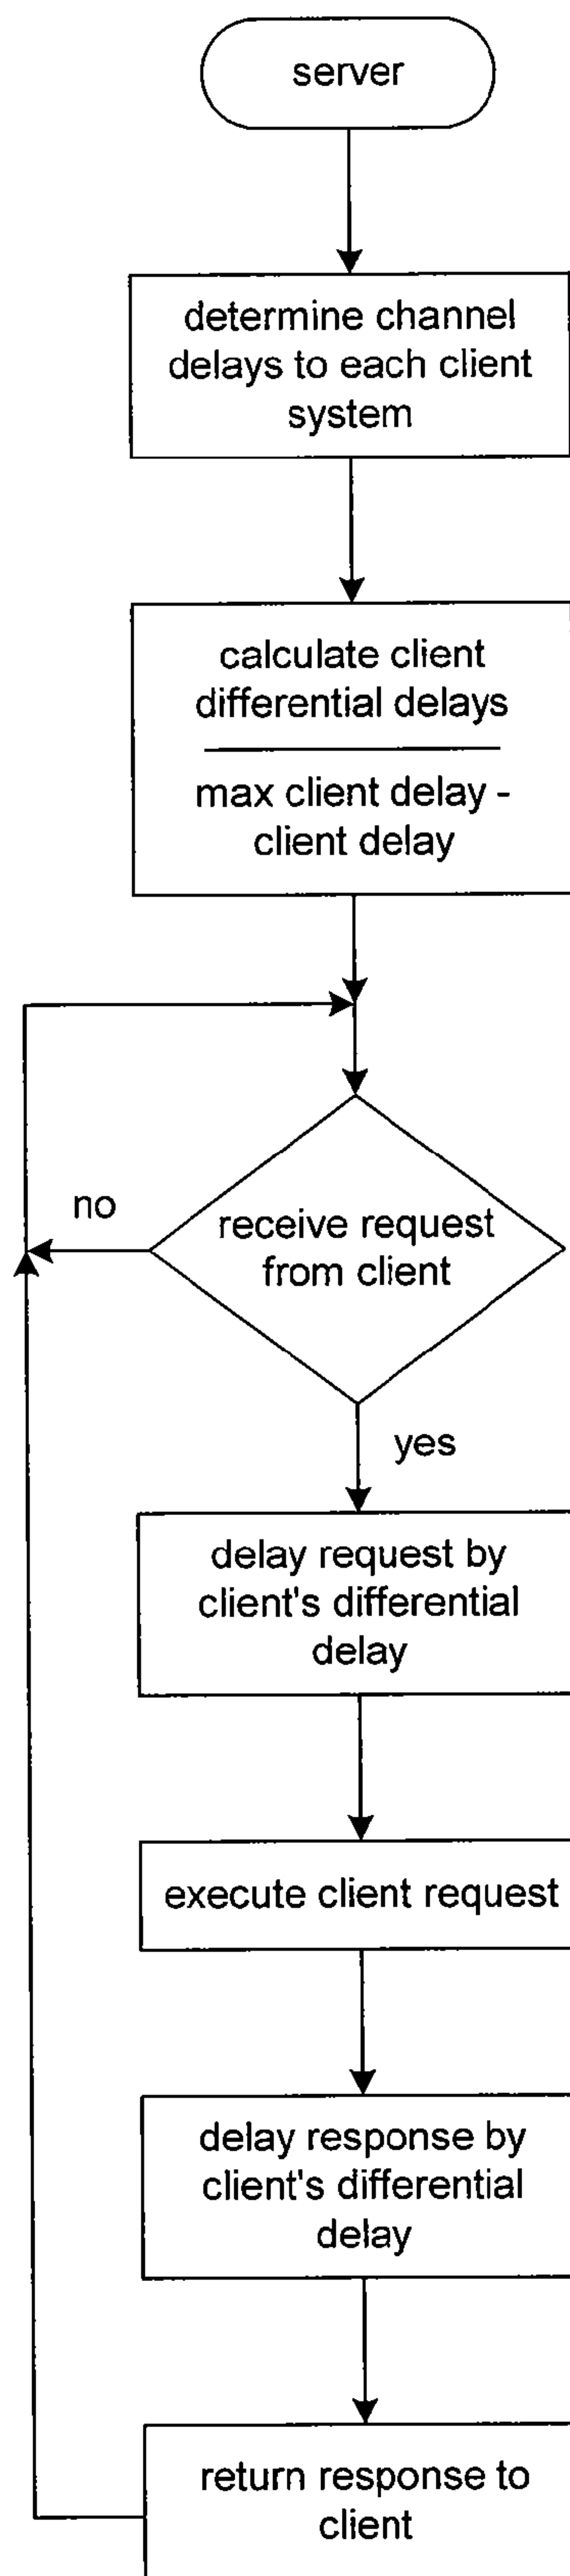 server
determine channel
delays to each client
system
calculate client
differential delays
max client delay -
client delay
no
receive request
from client
yes
delay request by
client's differential
delay
execute client request
delay response by
client's differential
delay
return response to
client